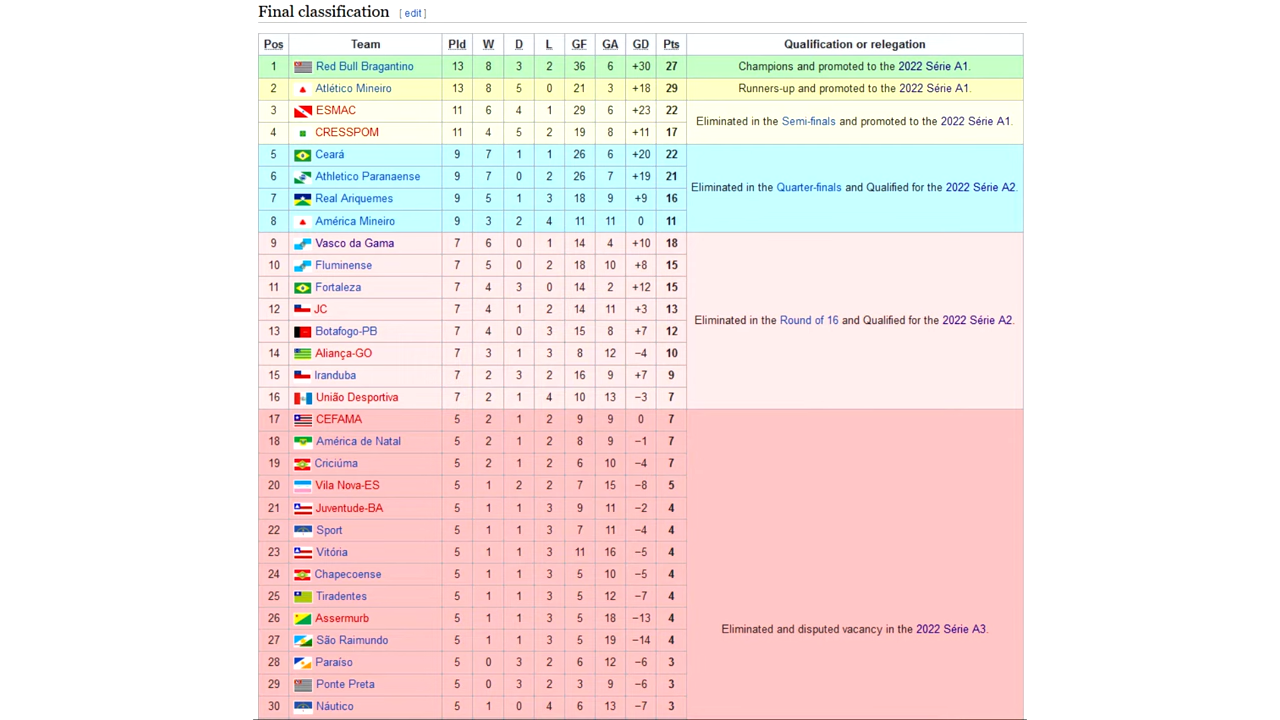 Final classification [ edit ]
Pos Team Pld W D L GF GA GD Pts Qualification or relegation
1 Red Bull Bragantino 13 8 3 2 36 6 +30 27 Champions and promoted to the 2022 Série A1.
2 Atlético Mineiro 13 8 5 0 21 3 +18 29 Runners-up and promoted to the 2022 Série A1.
3 ESMAC 11 6 4 1 29 6 +23 22
Eliminated in the Semi-finals and promoted to the 2022 Série A1.
4 CRESSPOM 11 4 5 2 19 8 +11 17
5 Ceará 9 7 1 1 26 6 +20 22
6 Athletico Paranaense 9 7 0 2 26 7 +19 21
Eliminated in the Quarter-finals and Qualified for the 2022 Série A2.
7 Real Ariquemes 9 5 1 3 18 9 +9 16
8 América Mineiro 9 3 2 4 11 11 0 11
9 Vasco da Gama 7 6 0 1 14 4 +10 18
10 Fluminense 7 5 0 2 18 10 +8 15
11 Fortaleza 7 4 3 0 14 2 +12 15
12 JC 7 4 1 2 14 11 +3 13
Eliminated in the Round of 16 and Qualified for the 2022 Série A2.
13 Botafogo-PB 7 4 0 3 15 8 +7 12
14 Aliança-GO 7 3 1 3 8 12 −4 10
15 Iranduba 7 2 3 2 16 9 +7 9
16 União Desportiva 7 2 1 4 10 13 −3 7
17 CEFAMA 5 2 1 2 9 9 0 7
18 América de Natal 5 2 1 2 8 9 −1 7
19 Criciúma 5 2 1 2 6 10 −4 7
20 Vila Nova-ES 5 1 2 2 7 15 −8 5
21 Juventude-BA 5 1 1 3 9 11 −2 4
22 Sport 5 1 1 3 7 11 −4 4
23 Vitória 5 1 1 3 11 16 −5 4
24 Chapecoense 5 1 1 3 5 10 −5 4
25 Tiradentes 5 1 1 3 5 12 −7 4
26 Assermurb 5 1 1 3 5 18 −13 4
Eliminated and disputed vacancy in the 2022 Série A3.
27 São Raimundo 5 1 1 3 5 19 −14 4
28 Paraíso 5 0 3 2 6 12 −6 3
29 Ponte Preta 5 0 3 2 3 9 −6 3
30 Náutico 5 1 0 4 6 13 −7 3